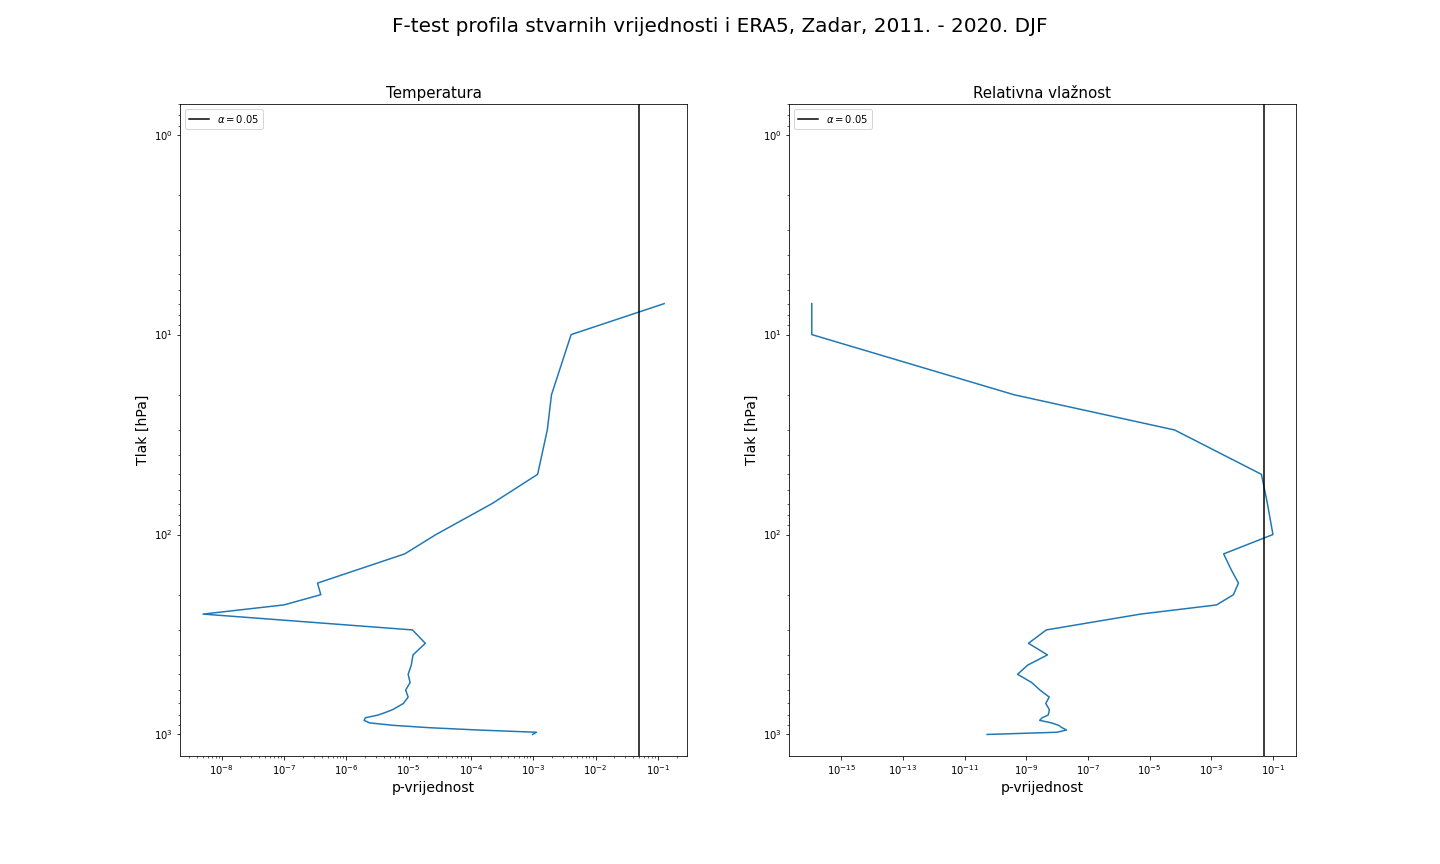 F-test profila stvarnih vrijednosti i ERA5, Zadar, 2011. - 2020. DJF
Temperatura
α = 0.05
10⁰
10¹
10²
10³
Tlak [hPa]
10⁻⁸ 10⁻⁷ 10⁻⁶ 10⁻⁵ 10⁻⁴ 10⁻³ 10⁻² 10⁻¹
p-vrijednost
Relativna vlažnost
α = 0.05
10⁰
10¹
10²
10³
Tlak [hPa]
10⁻¹⁵ 10⁻¹³ 10⁻¹¹ 10⁻⁹ 10⁻⁷ 10⁻⁵ 10⁻³ 10⁻¹
p-vrijednost